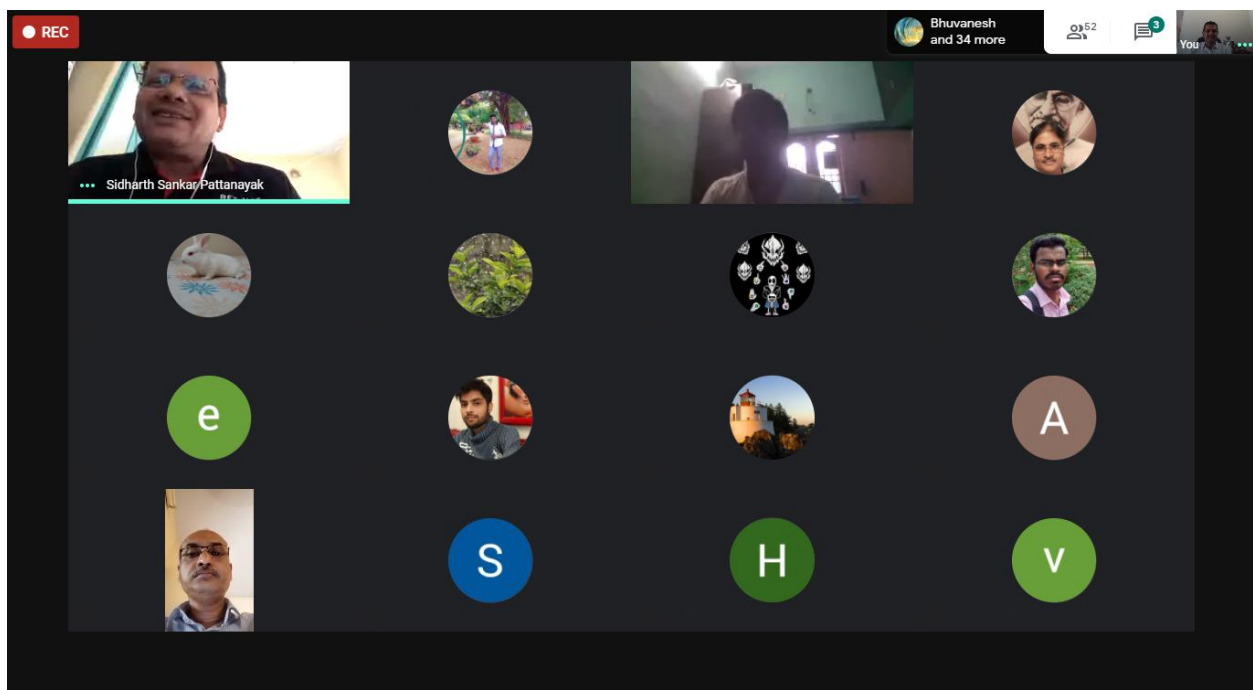 REC
Bhuvanesh
and 34 more
52
3
You
Sidharth Sankar Pattanayak
e
A
S
H
v